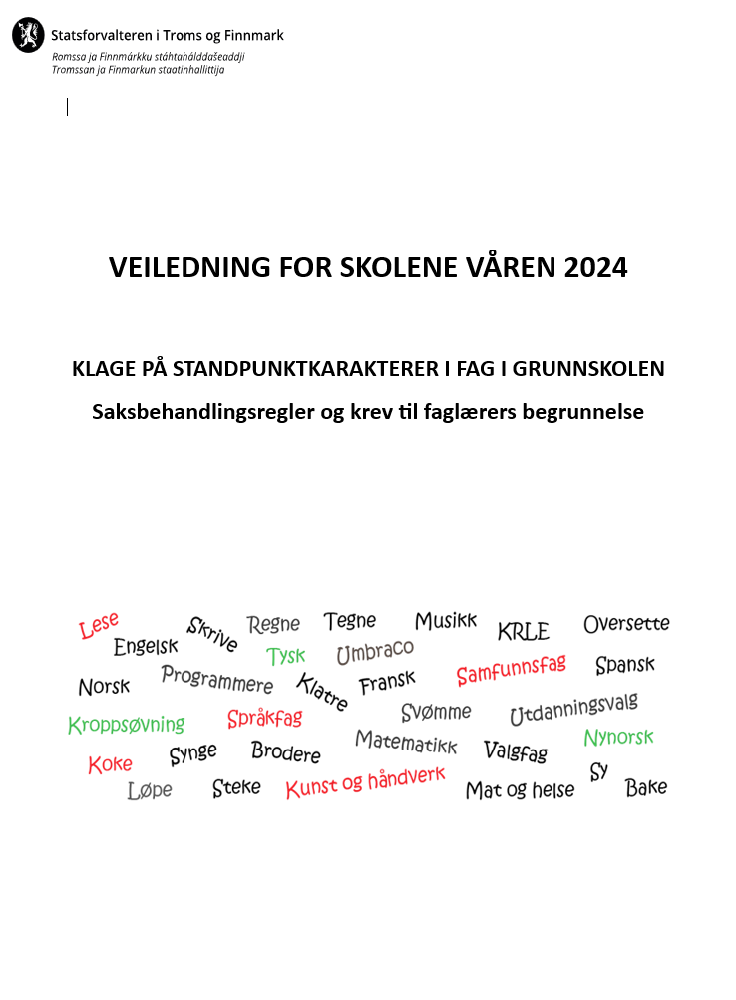 Statsforvalteren i Troms og Finnmark
Romssa ja Finnmárkku stáhtahálddašeaddji
Tromssan ja Finmarkun staatinhallittija
VEILEDNING FOR SKOLENE VÅREN 2024
KLAGE PÅ STANDPUNKTKARAKTERER I FAG I GRUNNSKOLEN
Saksbehandlingsregler og krev til faglærers begrunnelse
Lese Skrive Regne Tegne Musikk KRLE Oversette
Engelsk Tysk Umbraco Samfunnsfag Spansk
Norsk Programmere Klatre Fransk Svømme Utdanningsvalg
Kroppsøving Språkfag Matematikk Valgfag Nynorsk
Koke Synge Brodere Sy
Løpe Steke Kunst og håndverk Mat og helse Bake